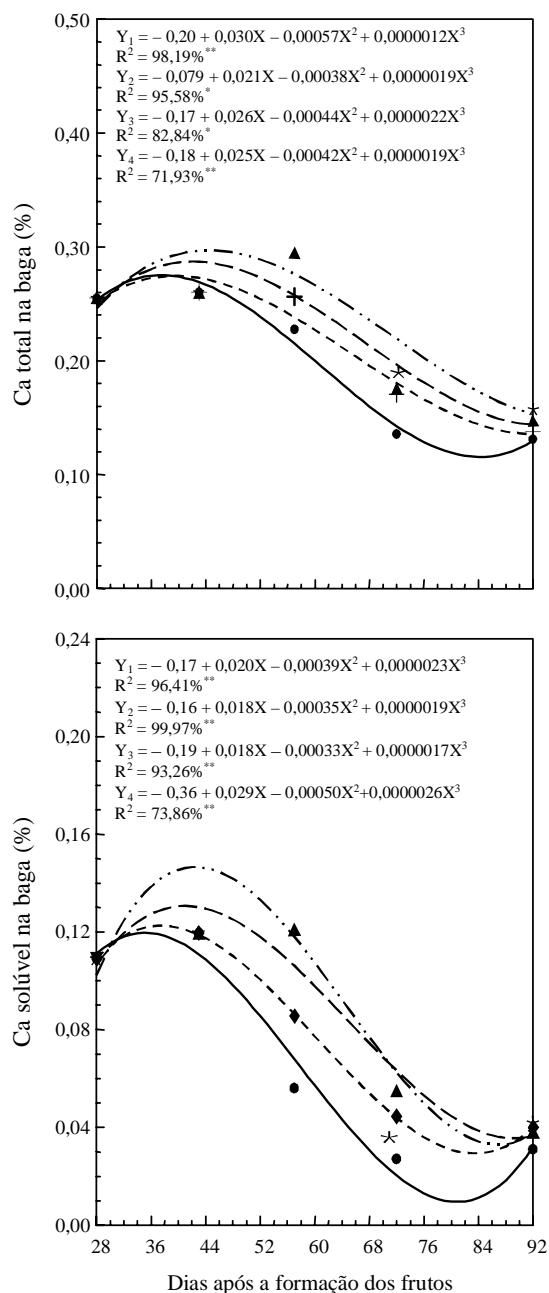 0,50
Y₁ = – 0,20 + 0,030X – 0,00057X² + 0,0000012X³
R² = 98,19%**
Y₂ = – 0,079 + 0,021X – 0,00038X² + 0,0000019X³
R² = 95,58%*
Y₃ = – 0,17 + 0,026X – 0,00044X² + 0,0000022X³
R² = 82,84%*
Y₄ = – 0,18 + 0,025X – 0,00042X² + 0,0000019X³
R² = 71,93%**
0,40
0,30
0,20
0,10
0,00
Ca total na baga (%)
0,24
Y₁ = – 0,17 + 0,020X – 0,00039X² + 0,0000023X³
R² = 96,41%**
Y₂ = – 0,16 + 0,018X – 0,00035X² + 0,0000019X³
R² = 99,97%**
Y₃ = – 0,19 + 0,018X – 0,00033X² + 0,0000017X³
R² = 93,26%**
Y₄ = – 0,36 + 0,029X – 0,00050X²+0,0000026X³
R² = 73,86%**
0,20
0,16
0,12
0,08
0,04
0,00
Ca solúvel na baga (%)
28 36 44 52 60 68 76 84 92
Dias após a formação dos frutos